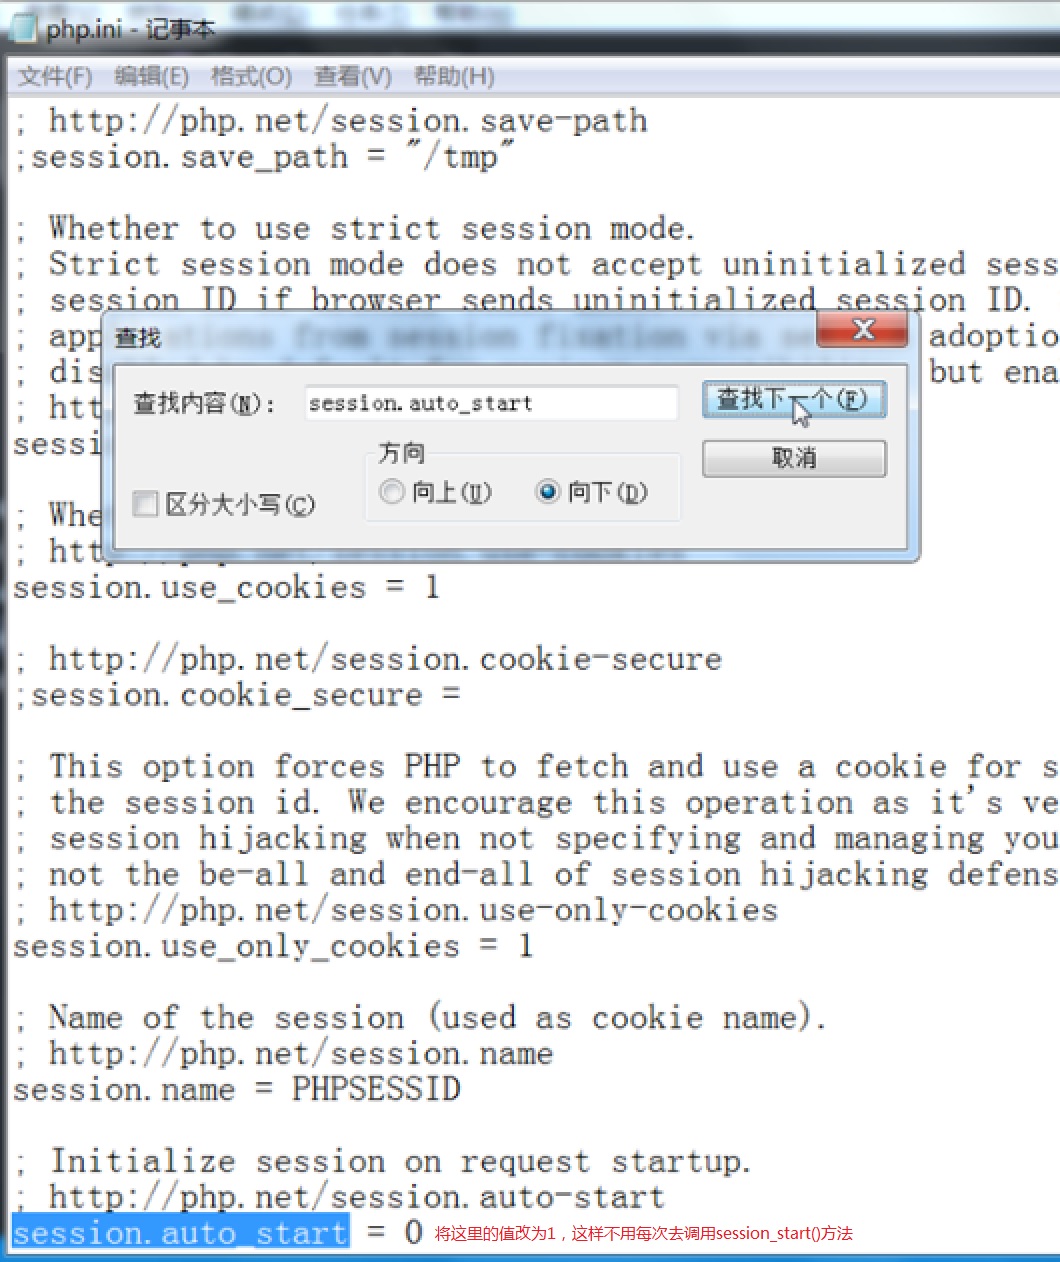 php.ini - 记事本
文件(F) 编辑(E) 格式(O) 查看(V) 帮助(H)
; http://php.net/session.save-path
;session.save_path = "/tmp"
; Whether to use strict session mode.
; Strict session mode does not accept uninitialized sess
; session ID if browser sends uninitialized session ID.
; app ations from session fixation via se adoptio
; dis but ena
; htt
sessi
; Whe
; htt
查找
查找内容(N): session.auto_start
查找下一个(F)
取消
方向
向上(U) 向下(D)
区分大小写(C)
session.use_cookies = 1
; http://php.net/session.cookie-secure
;session.cookie_secure =
; This option forces PHP to fetch and use a cookie for s
; the session id. We encourage this operation as it's ve
; session hijacking when not specifying and managing you
; not the be-all and end-all of session hijacking defens
; http://php.net/session.use-only-cookies
session.use_only_cookies = 1
; Name of the session (used as cookie name).
; http://php.net/session.name
session.name = PHPSESSID
; Initialize session on request startup.
; http://php.net/session.auto-start
session.auto_start = 0 将这里的值改为1，这样不用每次去调用session_start()方法